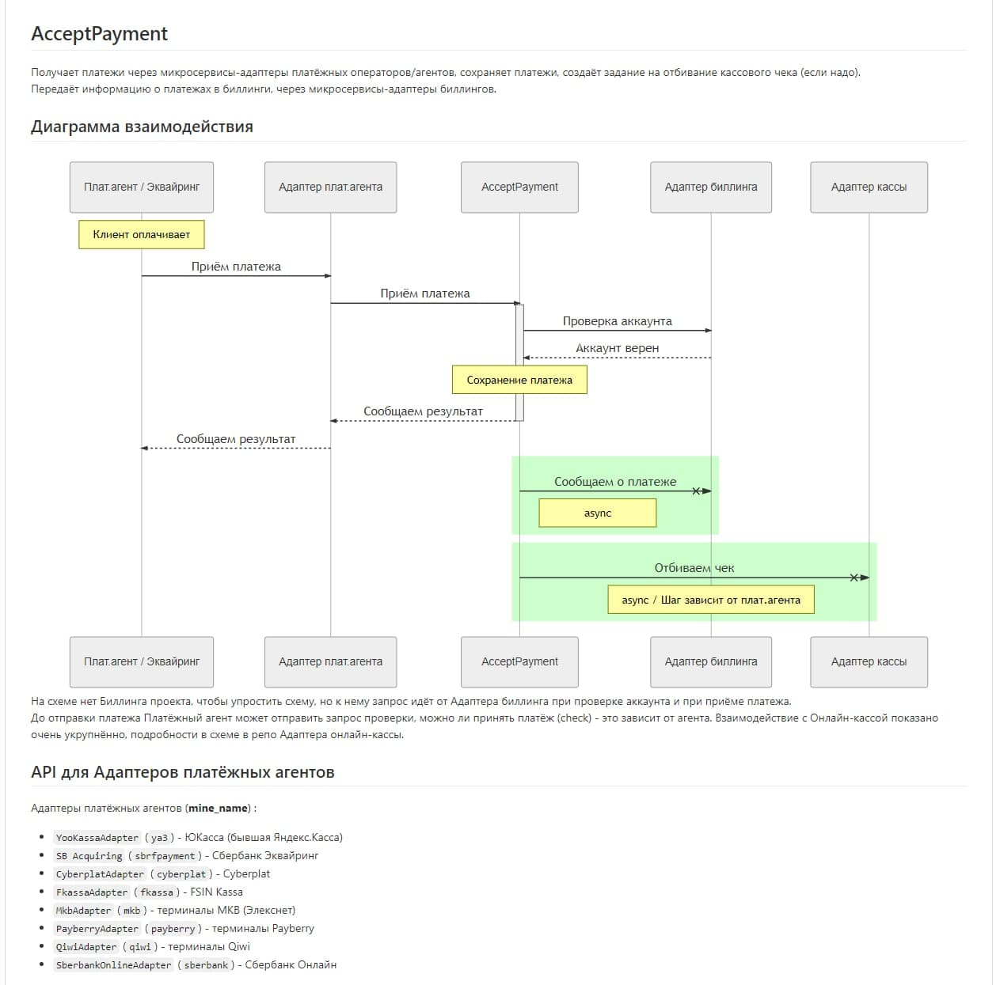 AcceptPayment
Получает платежи через микросервисы-адаптеры платёжных операторов/агентов, сохраняет платежи, создаёт задание на отбивание кассового чека (если надо).
Передаёт информацию о платежах в биллинги, через микросервисы-адаптеры биллингов.
Диаграмма взаимодействия
Плат.агент / Эквайринг
Адаптер плат.агента
AcceptPayment
Адаптер биллинга
Адаптер кассы
Клиент оплачивает
Приём платежа
Приём платежа
Проверка аккаунта
Аккаунт верен
Сохранение платежа
Сообщаем результат
Сообщаем результат
Сообщаем о платеже
async
Отбиваем чек
async / Шаг зависит от плат.агента
Плат.агент / Эквайринг
Адаптер плат.агента
AcceptPayment
Адаптер биллинга
Адаптер кассы
На схеме нет Биллинга проекта, чтобы упростить схему, но к нему запрос идёт от Адаптера биллинга при проверке аккаунта и при приёме платежа.
До отправки платежа Платёжный агент может отправить запрос проверки, можно ли принять платёж (check) - это зависит от агента. Взаимодействие с Онлайн-кассой показано
очень укрупнённо, подробности в схеме в репо Адаптера онлайн-кассы.
API для Адаптеров платёжных агентов
Адаптеры платёжных агентов (mine_name) :
• YooKassaAdapter ( ya3 ) - ЮКасса (бывшая Яндекс.Касса)
• SB Acquiring ( sbrfpayment ) - Сбербанк Эквайринг
• CyberplatAdapter ( cyberplat ) - Cyberplat
• FkassaAdapter ( fkassa ) - FSIN Kassa
• MkbAdapter ( mkb ) - терминалы МКВ (Элекснет)
• PayberryAdapter ( payberry ) - терминалы Payberry
• QiwiAdapter ( qiwi ) - терминалы Qiwi
• SberbankOnlineAdapter ( sberbank ) - Сбербанк Онлайн